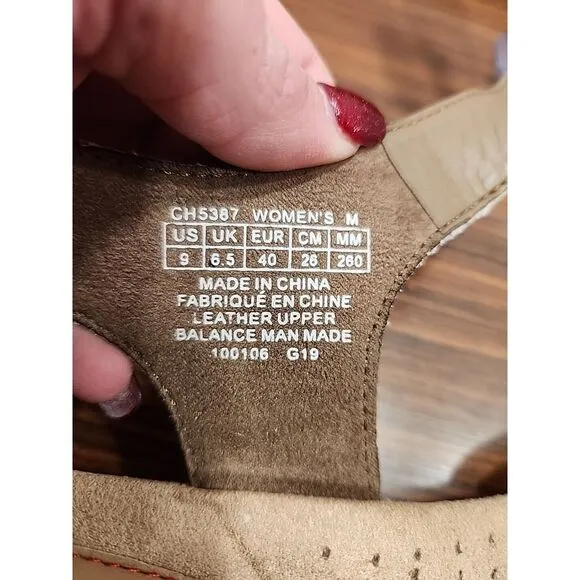 CH5387 WOMEN'S M
US UK EUR CM MM
9 6.5 40 26 260
MADE IN CHINA
FABRIQUÉ EN CHINE
LEATHER UPPER
BALANCE MAN MADE
100106 G19